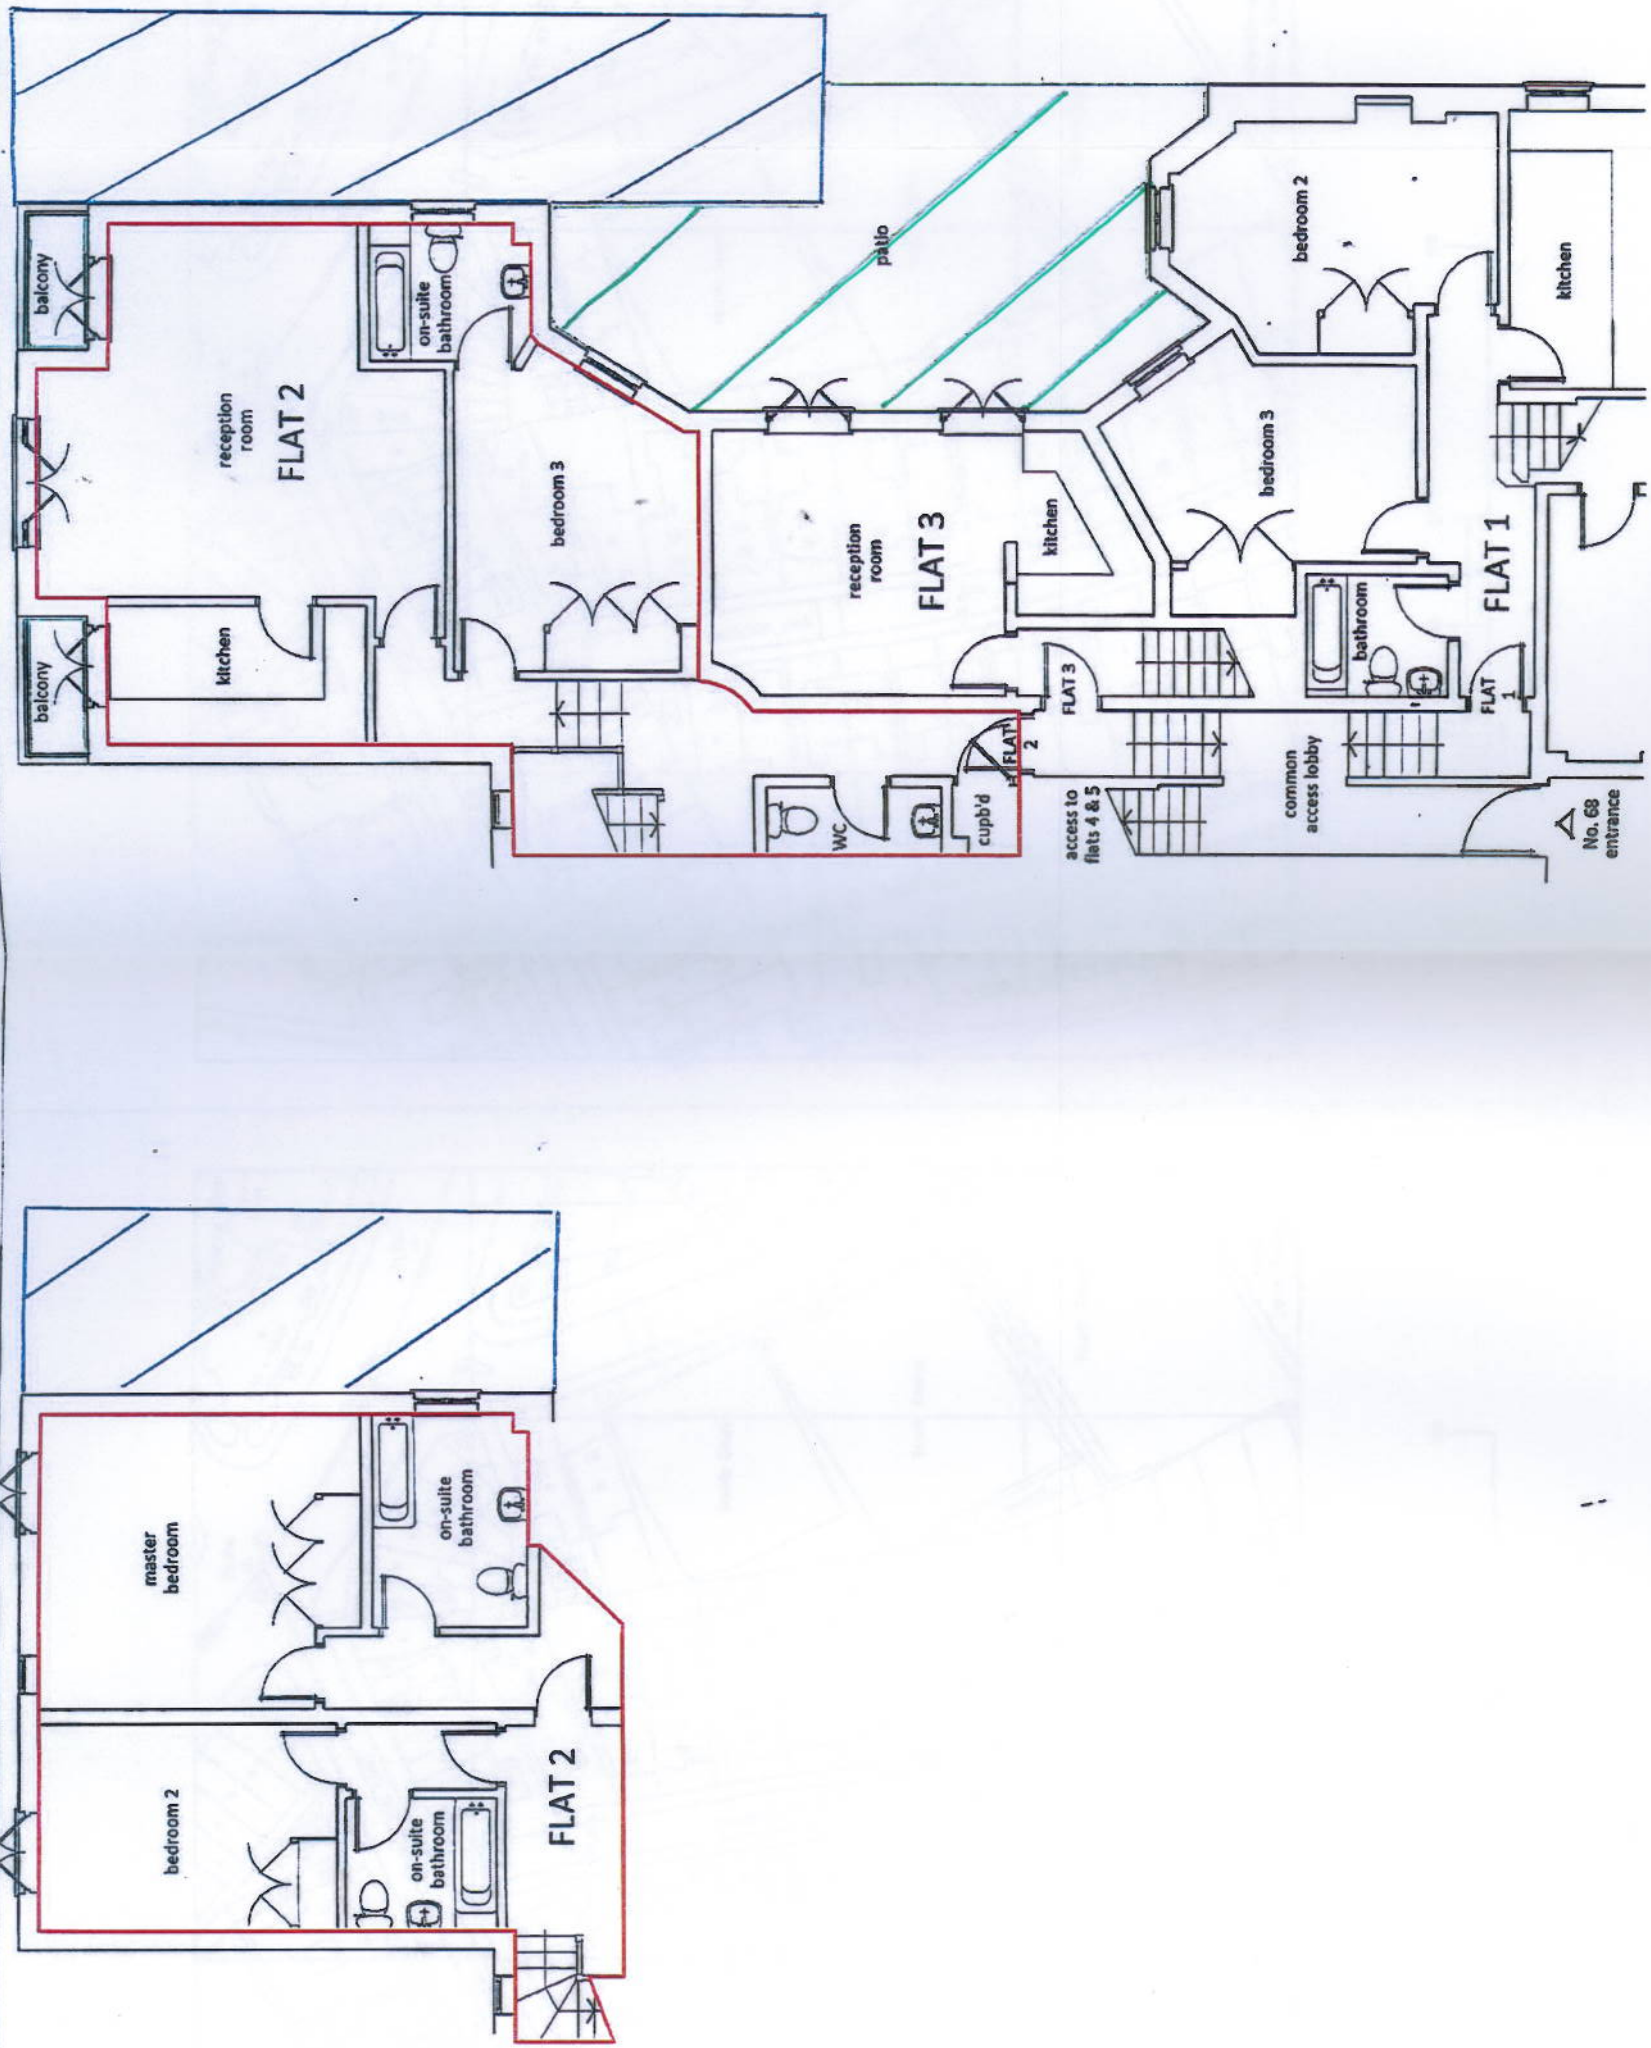 balcony
balcony
reception
room
FLAT 2
kitchen
on-suite
bathroom
bedroom 3
patio
reception
room
FLAT 3
kitchen
WC
cupb'd
FLAT
2
FLAT 3
access to
flats 4 & 5
bedroom 2
bedroom 3
kitchen
bathroom
FLAT 1
FLAT
1
common
access lobby
No. 68
entrance
master
bedroom
on-suite
bathroom
bedroom 2
on-suite
bathroom
FLAT 2